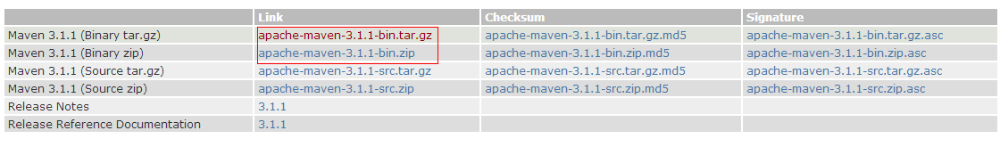 Link Checksum Signature
Maven 3.1.1 (Binary tar.gz) apache-maven-3.1.1-bin.tar.gz apache-maven-3.1.1-bin.tar.gz.md5 apache-maven-3.1.1-bin.tar.gz.asc
Maven 3.1.1 (Binary zip) apache-maven-3.1.1-bin.zip apache-maven-3.1.1-bin.zip.md5 apache-maven-3.1.1-bin.zip.asc
Maven 3.1.1 (Source tar.gz) apache-maven-3.1.1-src.tar.gz apache-maven-3.1.1-src.tar.gz.md5 apache-maven-3.1.1-src.tar.gz.asc
Maven 3.1.1 (Source zip) apache-maven-3.1.1-src.zip apache-maven-3.1.1-src.zip.md5 apache-maven-3.1.1-src.zip.asc
Release Notes 3.1.1
Release Reference Documentation 3.1.1